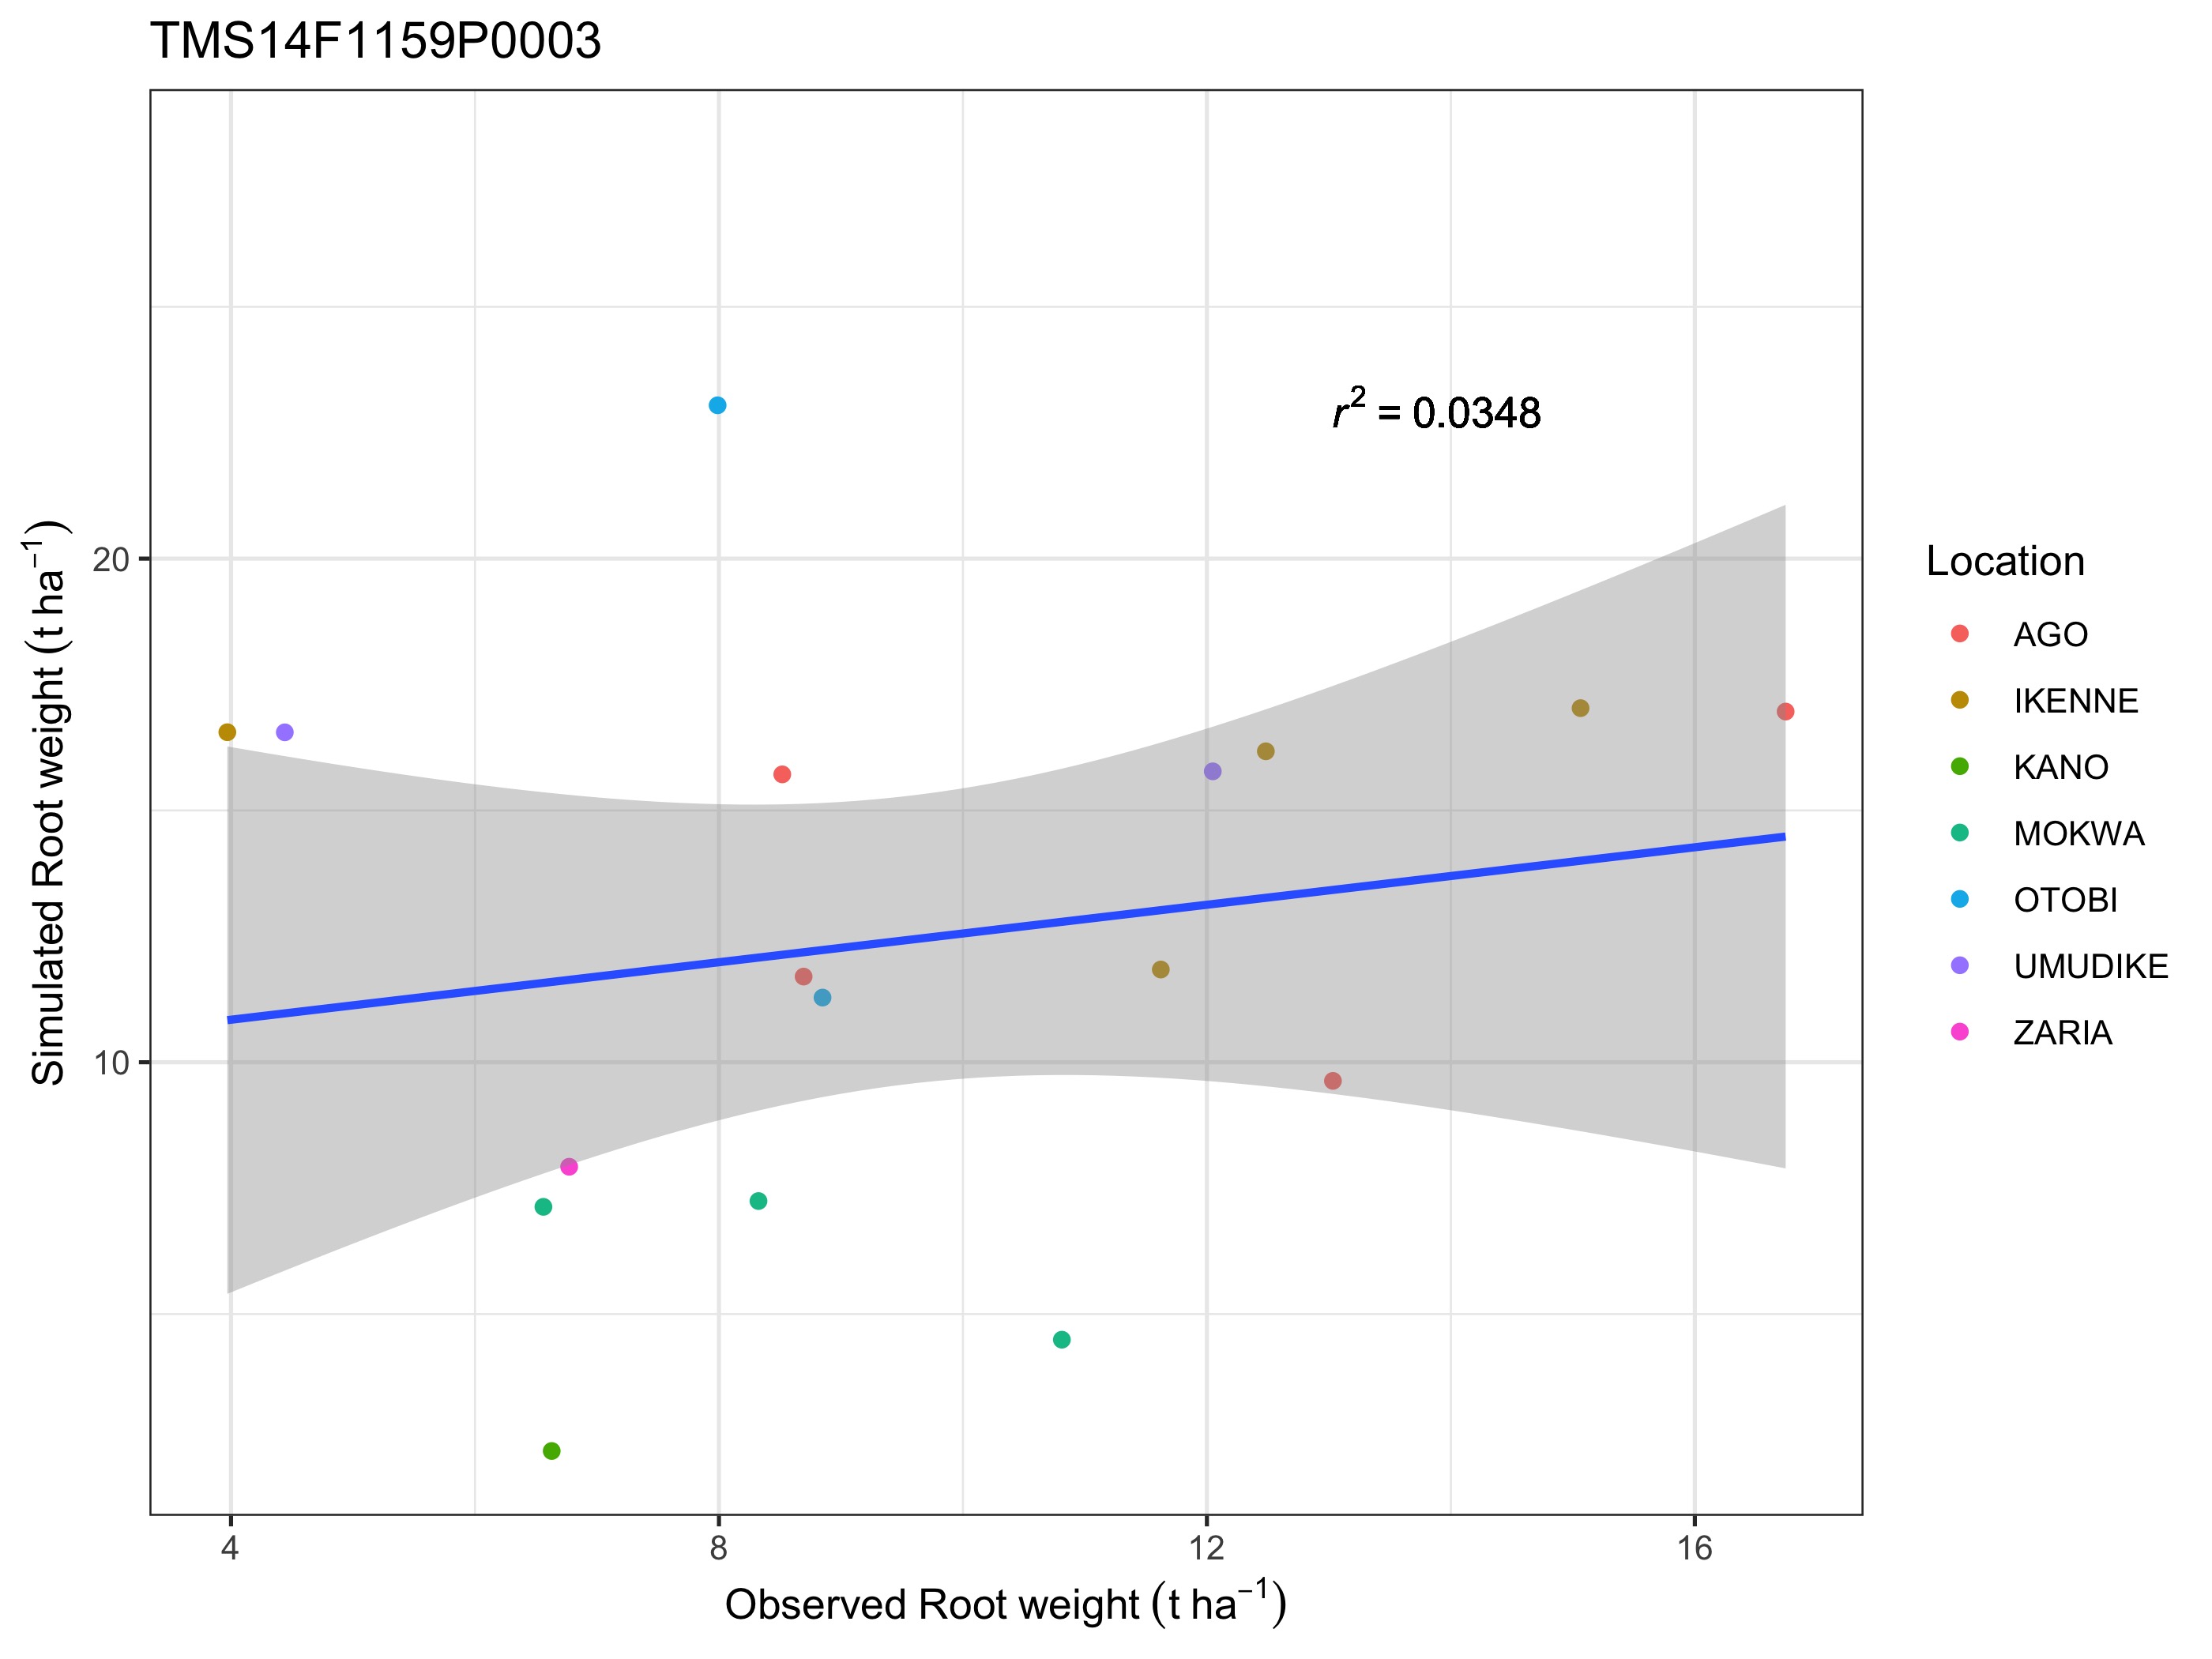 TMS14F1159P0003
r² = 0.0348
20
10
4 8 12 16
Observed Root weight (t ha⁻¹)
Simulated Root weight (t ha⁻¹)
Location
AGO
IKENNE
KANO
MOKWA
OTOBI
UMUDIKE
ZARIA